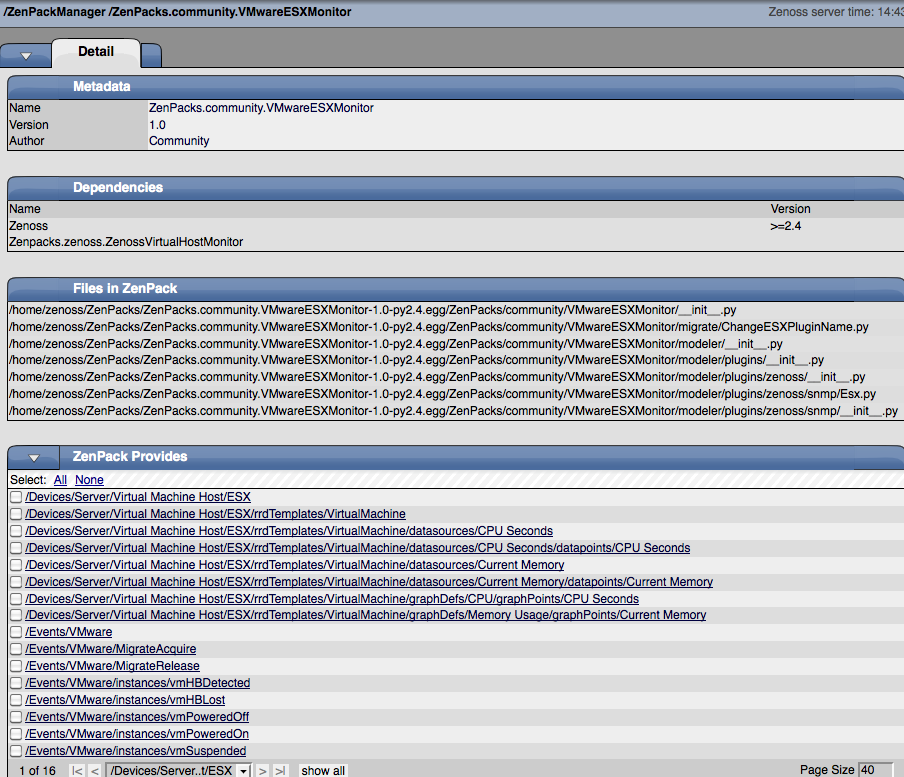 /ZenPackManager /ZenPacks.community.VMwareESXMonitor
Zenoss server time: 14:43
Detail
Metadata
Name ZenPacks.community.VMwareESXMonitor
Version 1.0
Author Community
Dependencies
Name Version
Zenoss >=2.4
Zenpacks.zenoss.ZenossVirtualHostMonitor
Files in ZenPack
/home/zenoss/ZenPacks/ZenPacks.community.VMwareESXMonitor-1.0-py2.4.egg/ZenPacks/community/VMwareESXMonitor/__init__.py
/home/zenoss/ZenPacks/ZenPacks.community.VMwareESXMonitor-1.0-py2.4.egg/ZenPacks/community/VMwareESXMonitor/migrate/ChangeESXPluginName.py
/home/zenoss/ZenPacks/ZenPacks.community.VMwareESXMonitor-1.0-py2.4.egg/ZenPacks/community/VMwareESXMonitor/modeler/__init__.py
/home/zenoss/ZenPacks/ZenPacks.community.VMwareESXMonitor-1.0-py2.4.egg/ZenPacks/community/VMwareESXMonitor/modeler/plugins/__init__.py
/home/zenoss/ZenPacks/ZenPacks.community.VMwareESXMonitor-1.0-py2.4.egg/ZenPacks/community/VMwareESXMonitor/modeler/plugins/zenoss/__init__.py
/home/zenoss/ZenPacks/ZenPacks.community.VMwareESXMonitor-1.0-py2.4.egg/ZenPacks/community/VMwareESXMonitor/modeler/plugins/zenoss/snmp/Esx.py
/home/zenoss/ZenPacks/ZenPacks.community.VMwareESXMonitor-1.0-py2.4.egg/ZenPacks/community/VMwareESXMonitor/modeler/plugins/zenoss/snmp/__init__.py
ZenPack Provides
Select: All None
/Devices/Server/Virtual Machine Host/ESX
/Devices/Server/Virtual Machine Host/ESX/rrdTemplates/VirtualMachine
/Devices/Server/Virtual Machine Host/ESX/rrdTemplates/VirtualMachine/datasources/CPU Seconds
/Devices/Server/Virtual Machine Host/ESX/rrdTemplates/VirtualMachine/datasources/CPU Seconds/datapoints/CPU Seconds
/Devices/Server/Virtual Machine Host/ESX/rrdTemplates/VirtualMachine/datasources/Current Memory
/Devices/Server/Virtual Machine Host/ESX/rrdTemplates/VirtualMachine/datasources/Current Memory/datapoints/Current Memory
/Devices/Server/Virtual Machine Host/ESX/rrdTemplates/VirtualMachine/graphDefs/CPU/graphPoints/CPU Seconds
/Devices/Server/Virtual Machine Host/ESX/rrdTemplates/VirtualMachine/graphDefs/Memory Usage/graphPoints/Current Memory
/Events/VMware
/Events/VMware/MigrateAcquire
/Events/VMware/MigrateRelease
/Events/VMware/instances/vmHBDetected
/Events/VMware/instances/vmHBLost
/Events/VMware/instances/vmPoweredOff
/Events/VMware/instances/vmPoweredOn
/Events/VMware/instances/vmSuspended
1 of 16 |< < /Devices/Server..t/ESX > >| show all Page Size 40